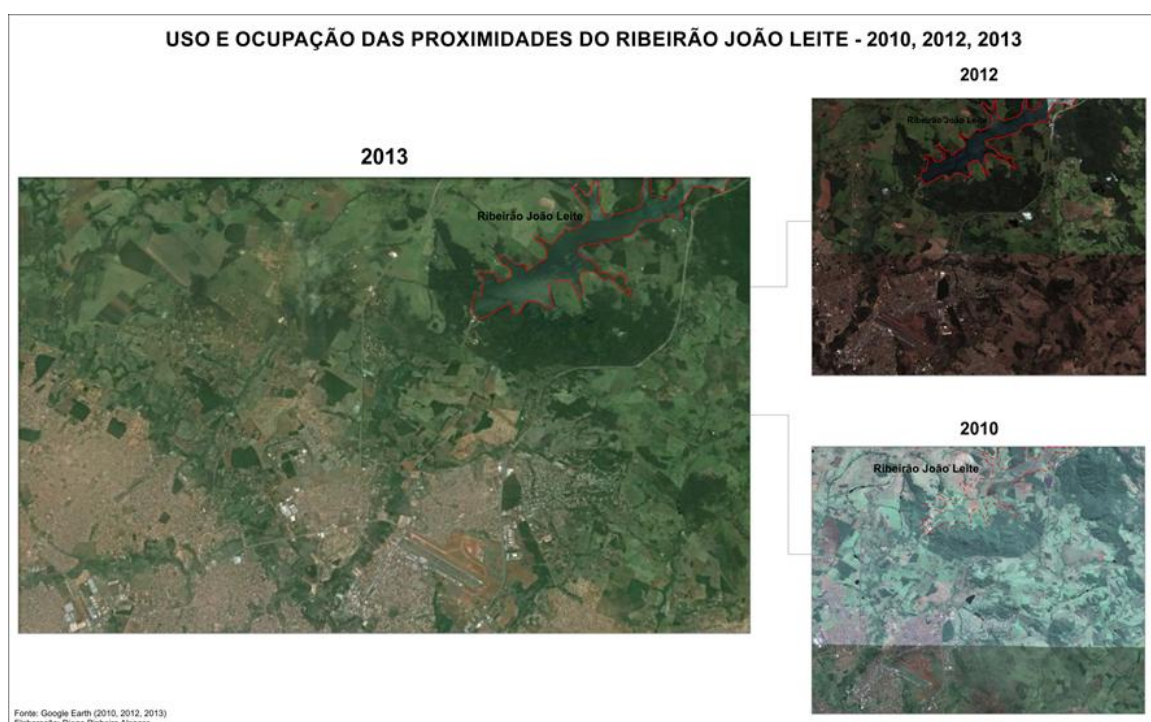 USO E OCUPAÇÃO DAS PROXIMIDADES DO RIBEIRÃO JOÃO LEITE - 2010, 2012, 2013
2012
Ribeirão João Leite
2013
Ribeirão João Leite
2010
Ribeirão João Leite
Fonte: Google Earth (2010, 2012, 2013)